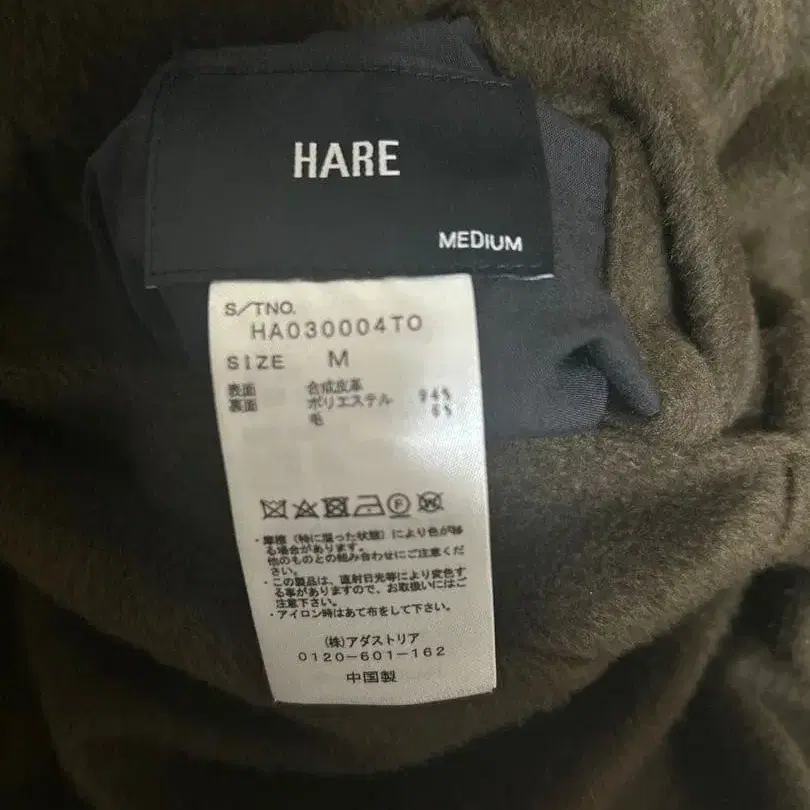 HARE
MEDIUM
S/TNO.
HA030004TO
SIZE M
表面 合成皮革
裏面 ポリエステル 94%
毛 6%
・摩擦（特に湿った状態）により色が移
る場合があります。
他のものとの組み合わせにご注意くだ
さい。
・この製品は、直射日光等により変色す
る事がありますので、お取扱いにはご
注意下さい。
・アイロン時はあて布をして下さい。
(株)アダストリア
0120-601-162
中国製